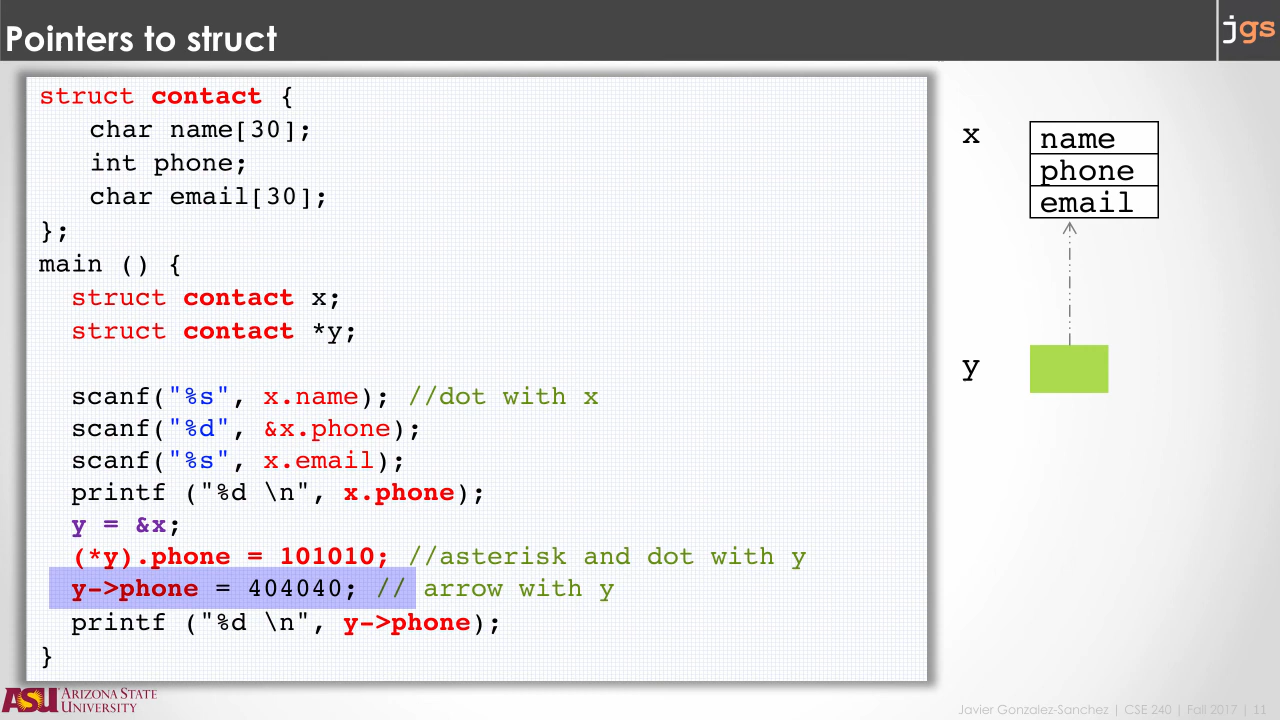 Pointers to struct
jgs
struct contact {
char name[30];
int phone;
char email[30];
};
main () {
struct contact x;
struct contact *y;
scanf("%s", x.name); //dot with x
scanf("%d", &x.phone);
scanf("%s", x.email);
printf ("%d \n", x.phone);
y = &x;
(*y).phone = 101010; //asterisk and dot with y
y->phone = 404040; // arrow with y
printf ("%d \n", y->phone);
}
x
name
phone
email
y
ASU ARIZONA STATE
UNIVERSITY
Javier Gonzalez-Sanchez | CSE 240 | Fall 2017 | 11